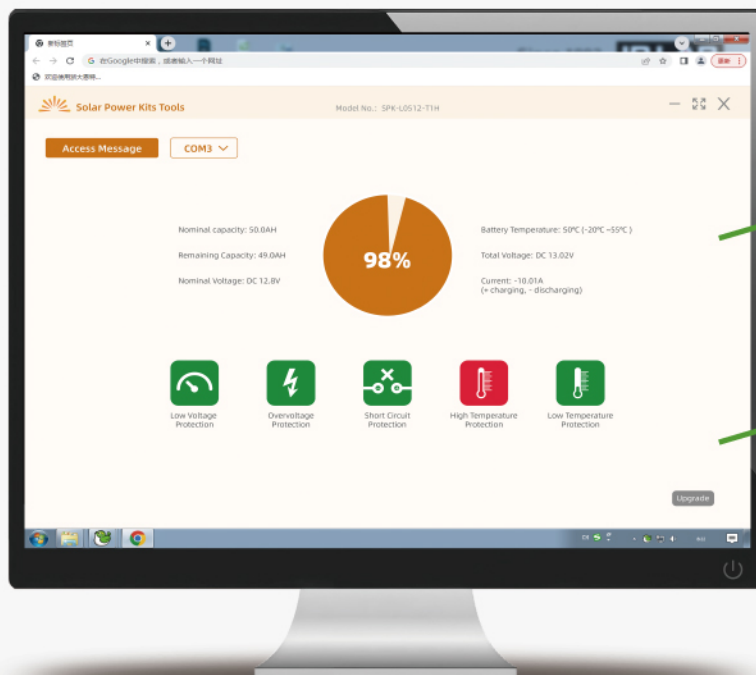 新标签页
在Google中搜索，或者输入一个网址
更新
Solar Power Kits Tools
Model No.: SPK-L0512-T1H
Access Message
COM3
Nominal capacity: 50.0AH
Remaining Capacity: 49.0AH
Nominal Voltage: DC 12.8V
98%
Battery Temperature: 50℃ (-20℃ ~55℃ )
Total Voltage: DC 13.02V
Current: -10.01A
(+ charging, - discharging)
Low Voltage
Protection
Overvoltage
Protection
Short Circuit
Protection
High Temperature
Protection
Low Temperature
Protection
Upgrade